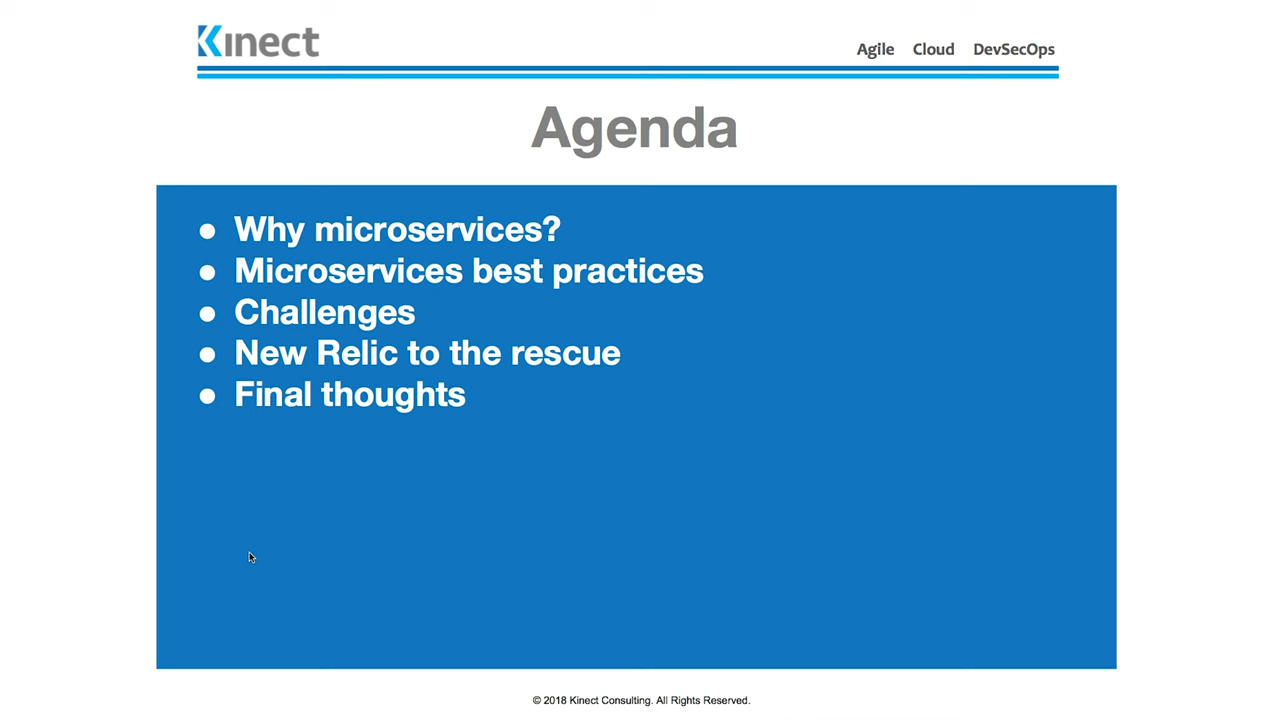 Kinect
Agile Cloud DevSecOps
Agenda
● Why microservices?
● Microservices best practices
● Challenges
● New Relic to the rescue
● Final thoughts
© 2018 Kinect Consulting. All Rights Reserved.